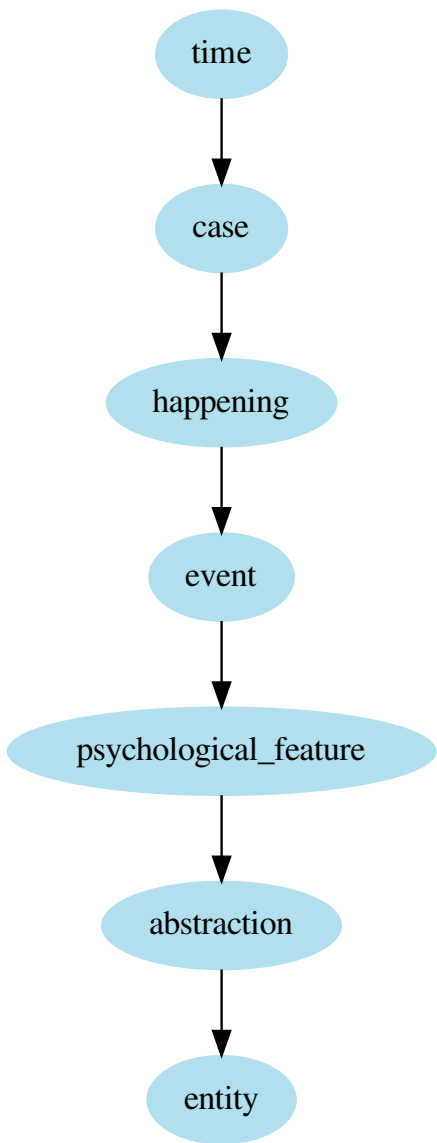 time
case
happening
event
psychological_feature
abstraction
entity